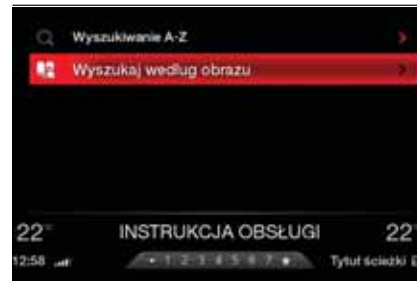 Wyszukiwanie A-Z
Wyszukaj według obrazu
22° INSTRUKCJA OBSŁUGI 22°
12:58 • 1 2 3 4 5 6 7 ★ Tytuł ścieżki